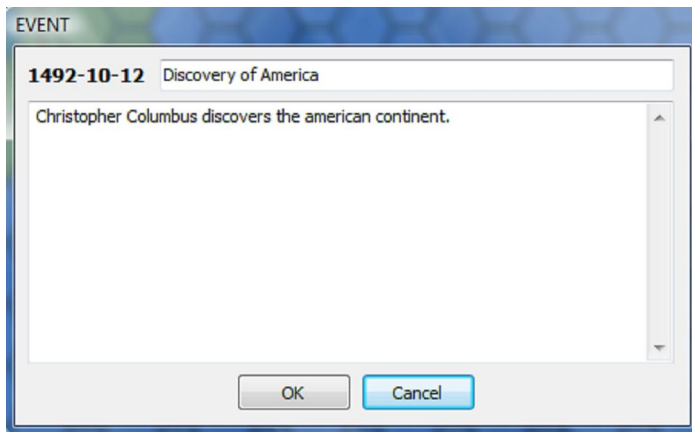 EVENT
1492-10-12 Discovery of America
Christopher Columbus discovers the american continent.
OK Cancel